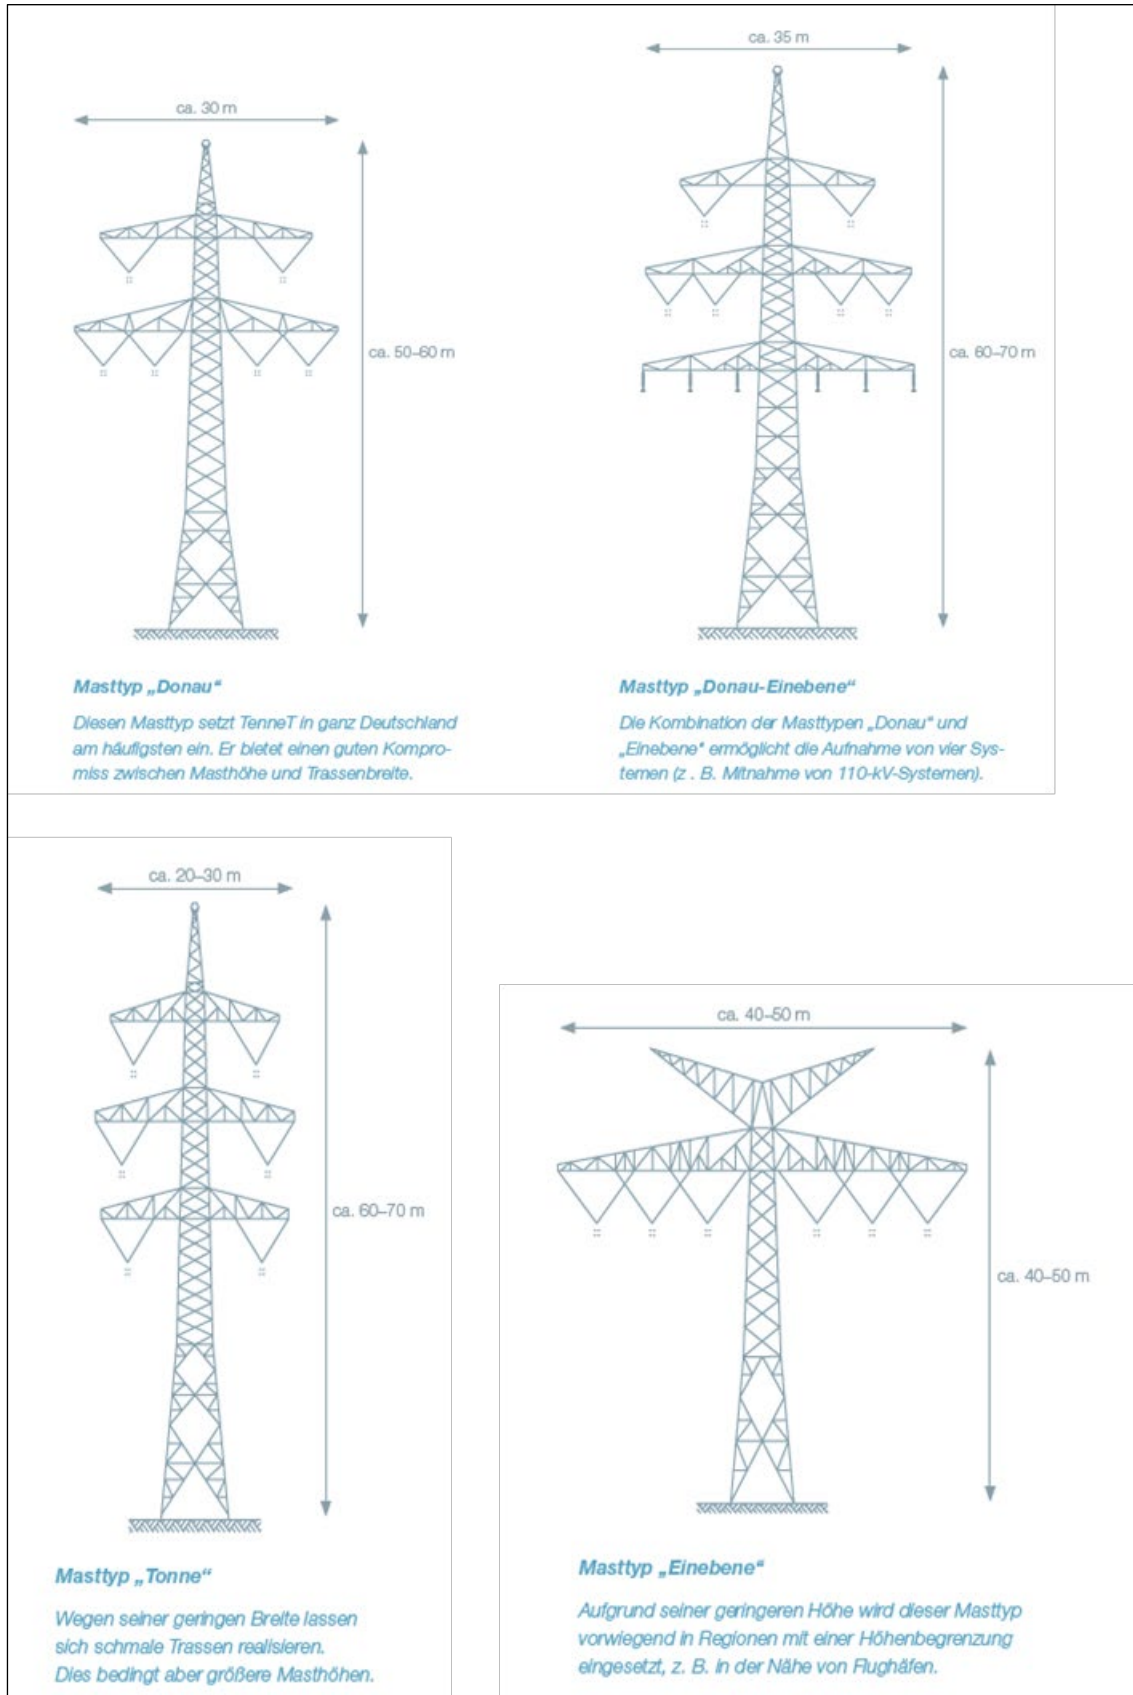 ca. 30 m
ca. 50–60 m
Masttyp „Donau“
Diesen Masttyp setzt TenneT in ganz Deutschland
am häufigsten ein. Er bietet einen guten Kompro-
miss zwischen Masthöhe und Trassenbreite.
ca. 35 m
ca. 60–70 m
Masttyp „Donau-Einebene“
Die Kombination der Masttypen „Donau“ und
„Einebene“ ermöglicht die Aufnahme von vier Sys-
temen (z . B. Mitnahme von 110-kV-Systemen).
ca. 20–30 m
ca. 60–70 m
Masttyp „Tonne“
Wegen seiner geringen Breite lassen
sich schmale Trassen realisieren.
Dies bedingt aber größere Masthöhen.
ca. 40–50 m
ca. 40–50 m
Masttyp „Einebene“
Aufgrund seiner geringeren Höhe wird dieser Masttyp
vorwiegend in Regionen mit einer Höhenbegrenzung
eingesetzt, z. B. in der Nähe von Flughäfen.